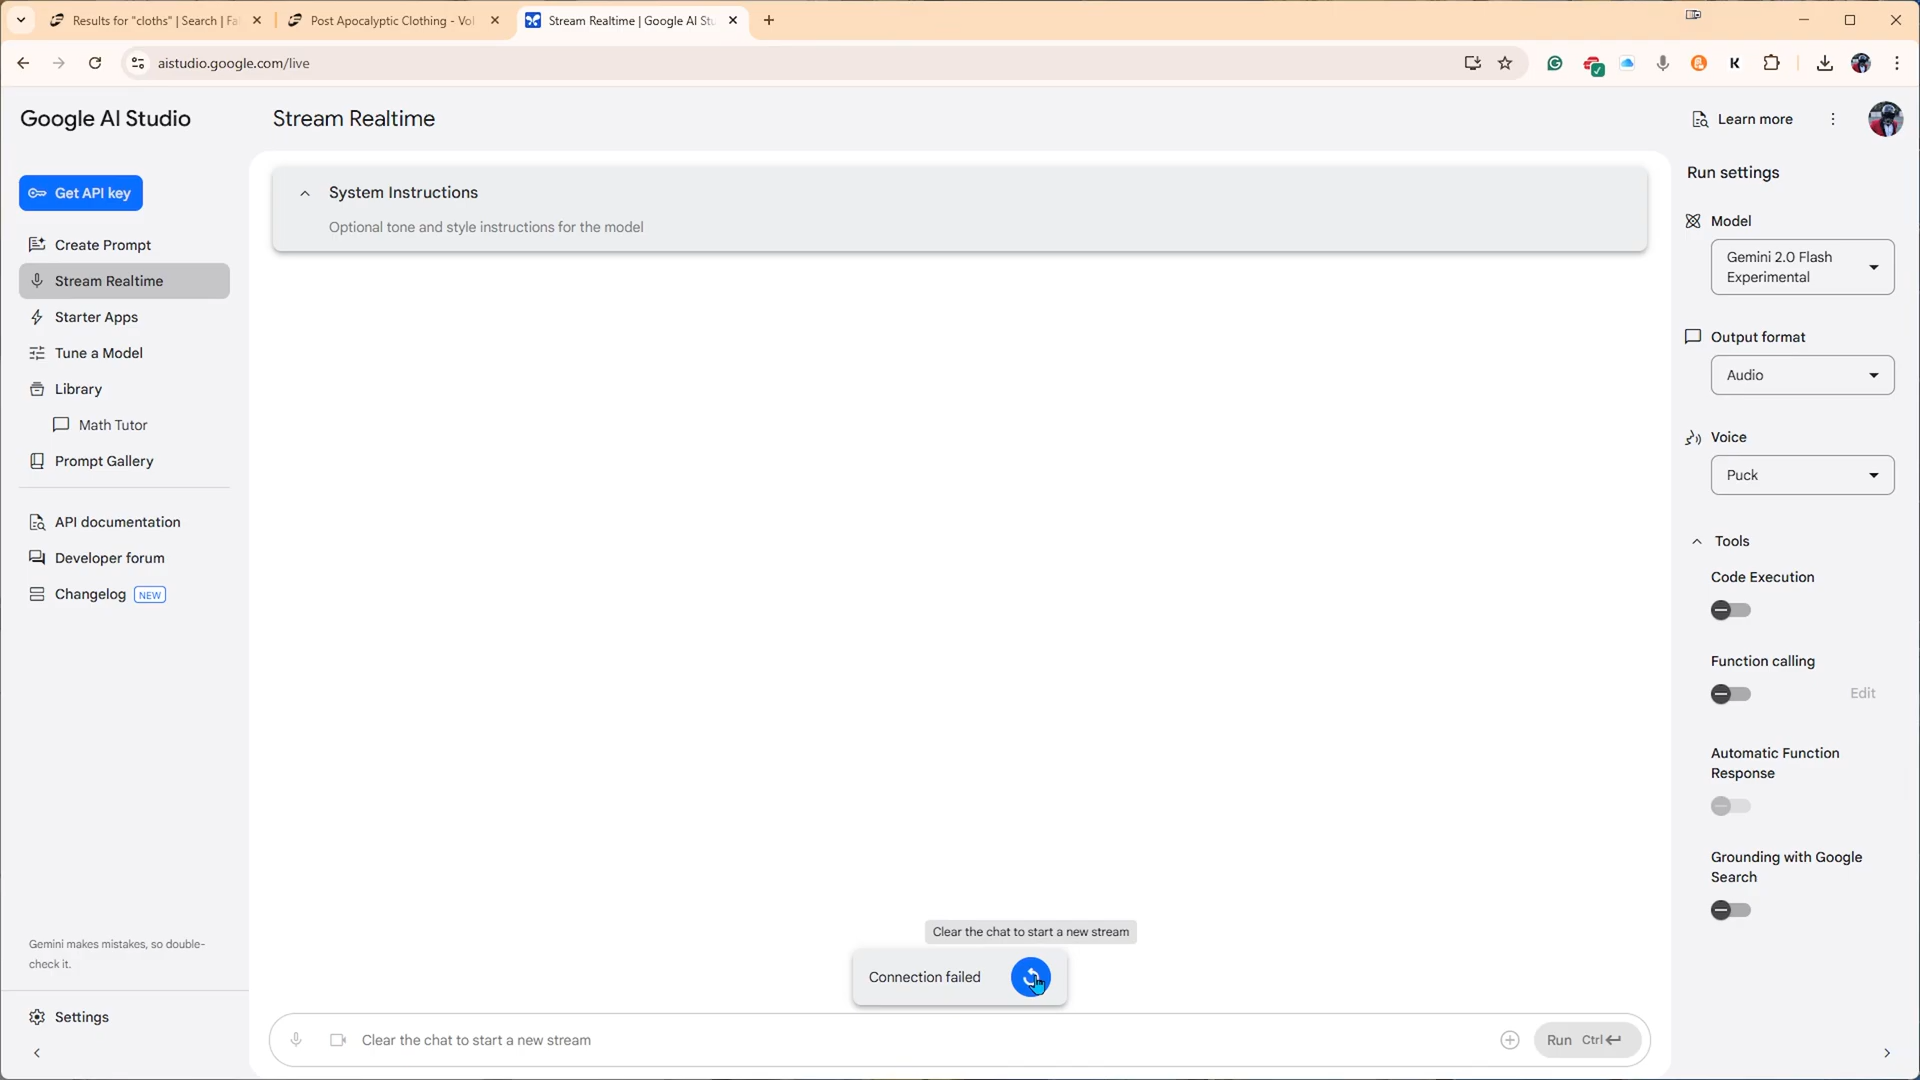 Results for "cloths" | Search | Fa
Post Apocalyptic Clothing - Vol
Stream Realtime | Google AI Stu
aistudio.google.com/live
Google AI Studio
Stream Realtime
Learn more
Get API key
Create Prompt
Stream Realtime
Starter Apps
Tune a Model
Library
Math Tutor
Prompt Gallery
API documentation
Developer forum
Changelog NEW
Gemini makes mistakes, so double-
check it.
Settings
System Instructions
Optional tone and style instructions for the model
Clear the chat to start a new stream
Connection failed
Clear the chat to start a new stream
Run Ctrl
Run settings
Model
Gemini 2.0 Flash
Experimental
Output format
Audio
Voice
Puck
Tools
Code Execution
Function calling
Edit
Automatic Function
Response
Grounding with Google
Search